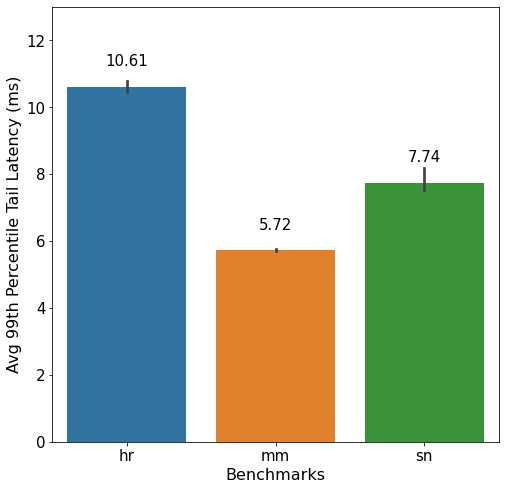 Avg 99th Percentile Tail Latency (ms)
12
10
8
6
4
2
0
10.61
5.72
7.74
hr
mm
sn
Benchmarks